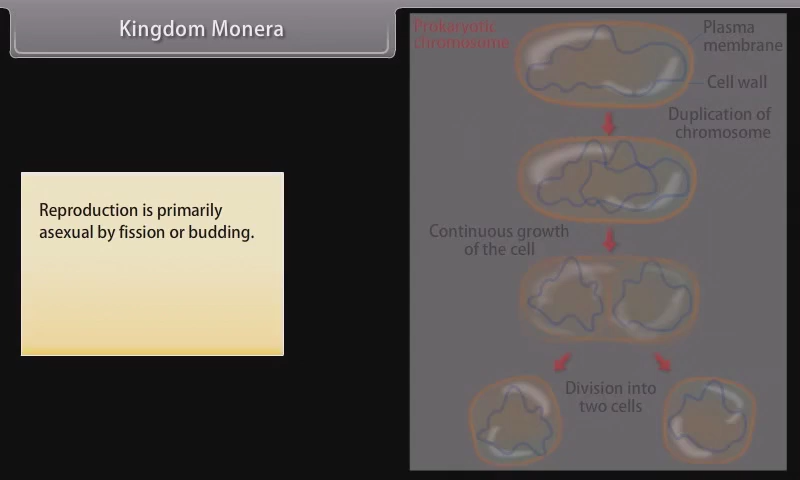 Kingdom Monera
Reproduction is primarily
asexual by fission or budding.
Prokaryotic
chromosome
Plasma
membrane
Cell wall
Duplication of
chromosome
Continuous growth
of the cell
Division into
two cells